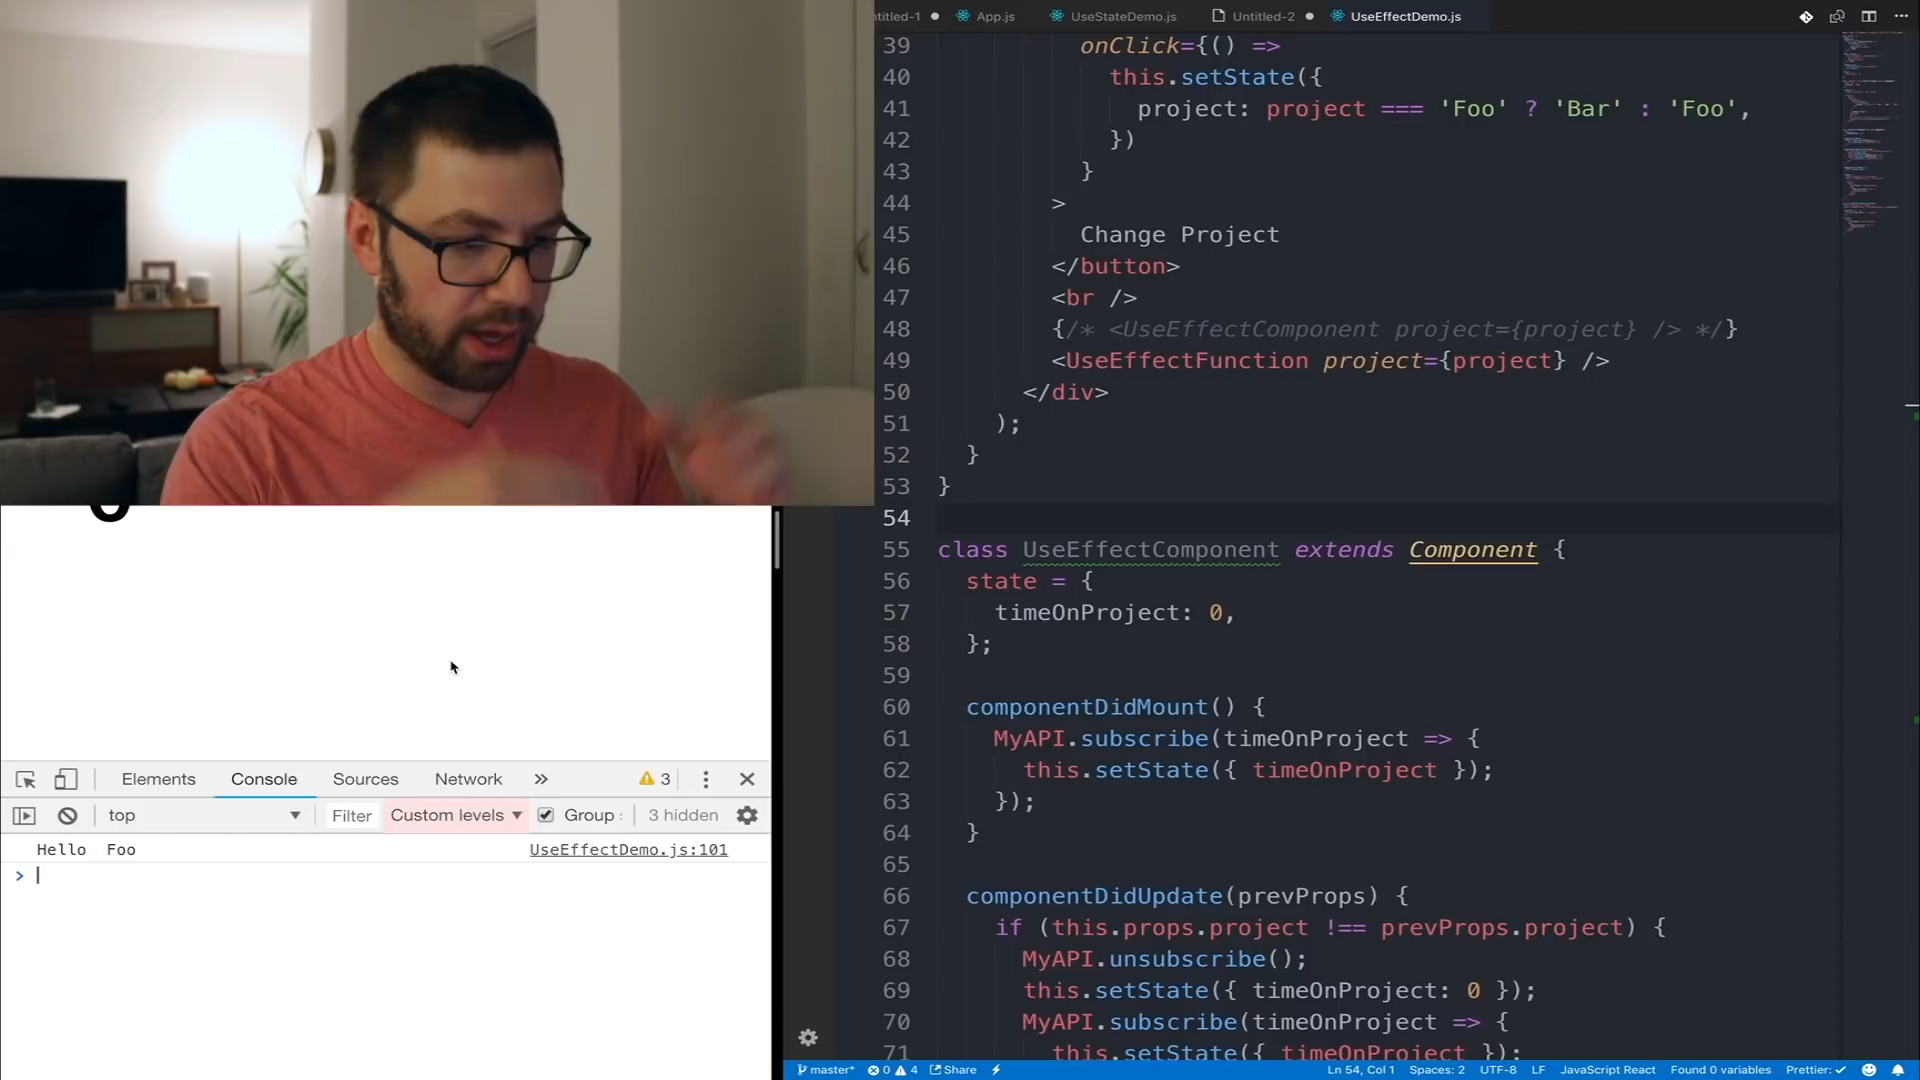 ntitled-1 ● App.js UseStateDemo.js Untitled-2 ● UseEffectDemo.js
39 onClick={() =>
40 this.setState({
41 project: project === 'Foo' ? 'Bar' : 'Foo',
42 })
43 }
44 >
45 Change Project
46 </button>
47 <br />
48 {/* <UseEffectComponent project={project} /> */}
49 <UseEffectFunction project={project} />
50 </div>
51 );
52 }
53 }
54
55 class UseEffectComponent extends Component {
56 state = {
57 timeOnProject: 0,
58 };
59
60 componentDidMount() {
61 MyAPI.subscribe(timeOnProject => {
62 this.setState({ timeOnProject });
63 });
64 }
65
66 componentDidUpdate(prevProps) {
67 if (this.props.project !== prevProps.project) {
68 MyAPI.unsubscribe();
69 this.setState({ timeOnProject: 0 });
70 MyAPI.subscribe(timeOnProject => {
71 this.setState({ timeOnProject });
Elements Console Sources Network » 3
top ▼ Filter Custom levels ▼ Group 3 hidden
Hello Foo UseEffectDemo.js:101
>
master* 0 4 Share Ln 54, Col 1 Spaces: 2 UTF-8 LF JavaScript React Found 0 variables Prettier: ✓